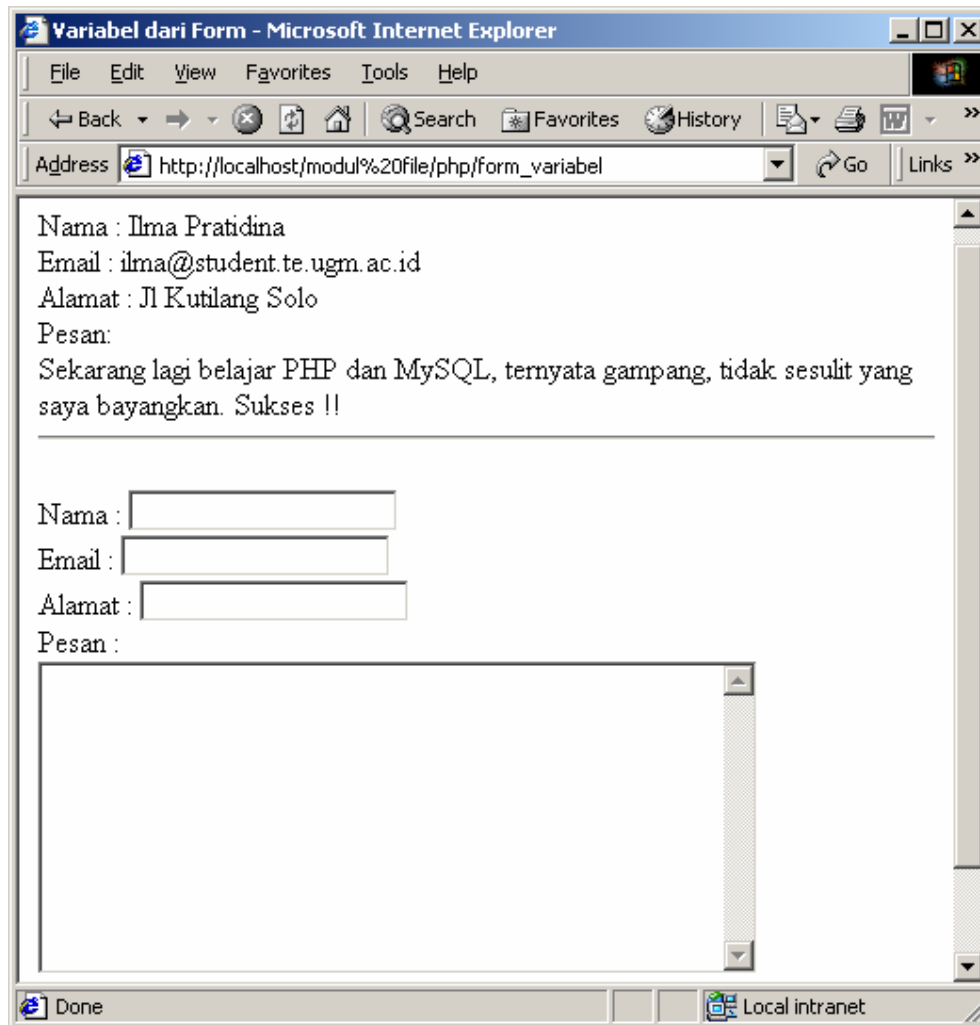 Variabel dari Form - Microsoft Internet Explorer
File Edit View Favorites Tools Help
Back Search Favorites History W »
Address http://localhost/modul%20file/php/form_variabel Go Links »
Nama : Ilma Pratidina
Email : ilma@student.te.ugm.ac.id
Alamat : Jl Kutilang Solo
Pesan:
Sekarang lagi belajar PHP dan MySQL, ternyata gampang, tidak sesulit yang
saya bayangkan. Sukses !!
Nama :
Email :
Alamat :
Pesan :
Done Local intranet